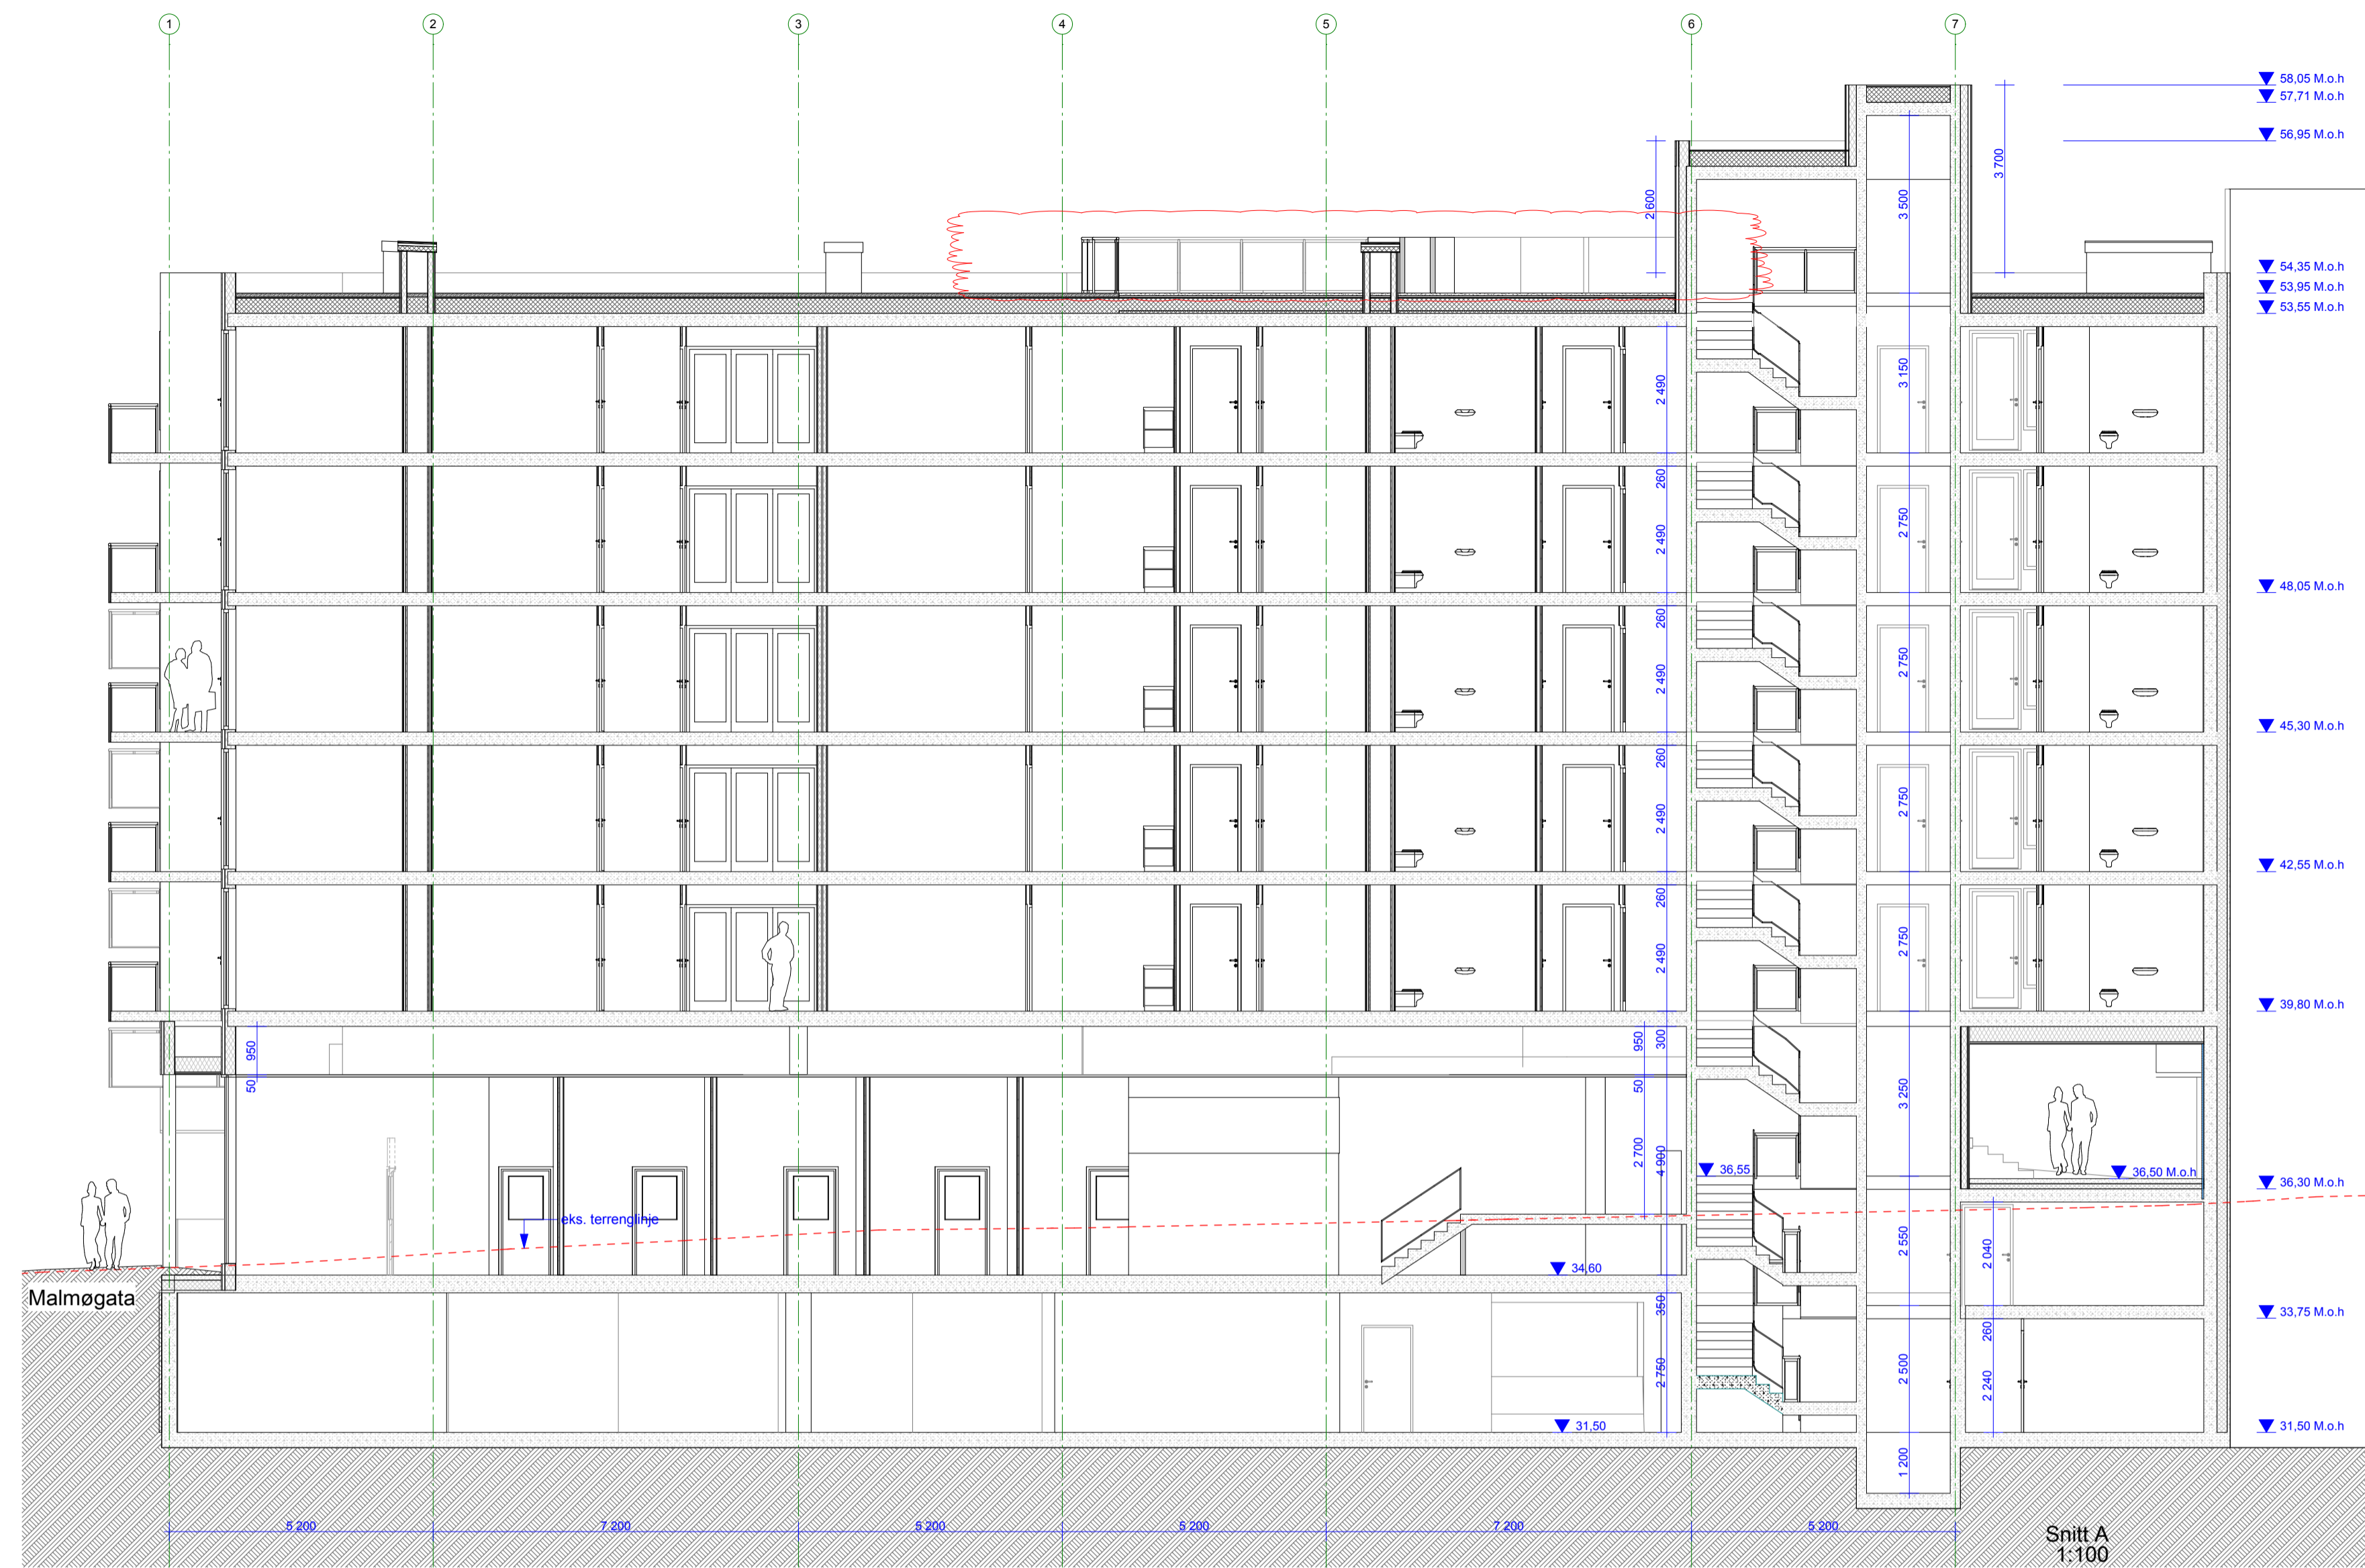 1 2 3 4 5 6 7
58,05 M.o.h
57,71 M.o.h
56,95 M.o.h
3 700
2 600
3 500
54,35 M.o.h
53,95 M.o.h
53,55 M.o.h
2 490
3 150
260
2 490
2 750
48,05 M.o.h
260
2 490
2 750
45,30 M.o.h
260
2 490
2 750
42,55 M.o.h
260
2 490
2 750
39,80 M.o.h
950
50
950
300
50
3 250
2 700
4 900
36,55
36,50 M.o.h
36,30 M.o.h
eks. terrenglinje
2 550
2 040
34,60
Malmøgata
350
33,75 M.o.h
260
2 750
2 500
2 240
31,50
31,50 M.o.h
1 200
5 200 7 200 5 200 5 200 7 200 5 200
Snitt A
1:100